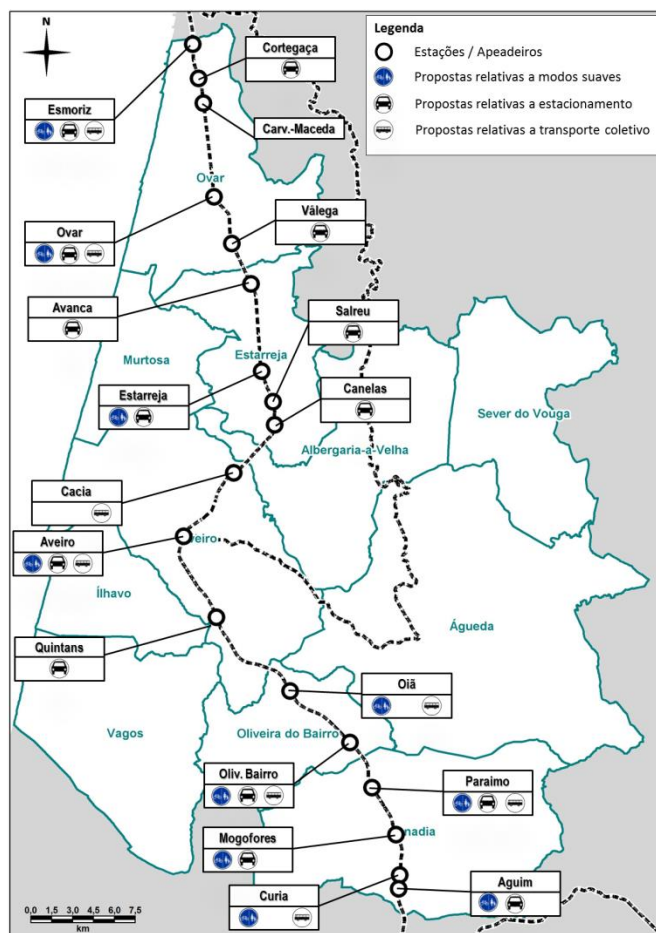 N
Legenda
Estações / Apeadeiros
Propostas relativas a modos suaves
Propostas relativas a estacionamento
Propostas relativas a transporte coletivo
Cortegaça
Esmoriz
Carv.-Maceda
Ovar
Ovar
Válega
Avanca
Salreu
Murtosa
Estarreja
Estarreja
Canelas
Sever do Vouga
Albergaria-a-Velha
Cacia
Aveiro
eiro
Ílhavo
Águeda
Quintans
Oiã
Vagos
Oliveira do Bairro
Oliv. Bairro
Paraimo
Mogofores
nadia
Curia
Aguim
0,0 1,5 3,0 4,5 6,0 7,5
km